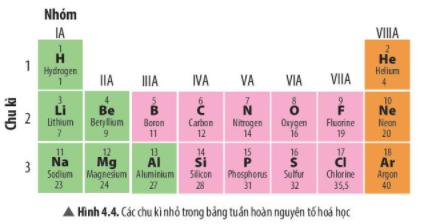 Nhóm
IA VIIIA
1 2
1 H He
Hydrogen Helium
1 4
IIA IIIA IVA VA VIA VIIA
Chu kì
3 4 5 6 7 8 9 10
2 Li Be B C N O F Ne
Lithium Beryllium Boron Carbon Nitrogen Oxygen Fluorine Neon
7 9 11 12 14 16 19 20
11 12 13 14 15 16 17 18
3 Na Mg Al Si P S Cl Ar
Sodium Magnesium Aluminium Silicon Phosphorus Sulfur Chlorine Argon
23 24 27 28 31 32 35,5 40
▲ Hình 4.4. Các chu kì nhỏ trong bảng tuần hoàn nguyên tố hoá học